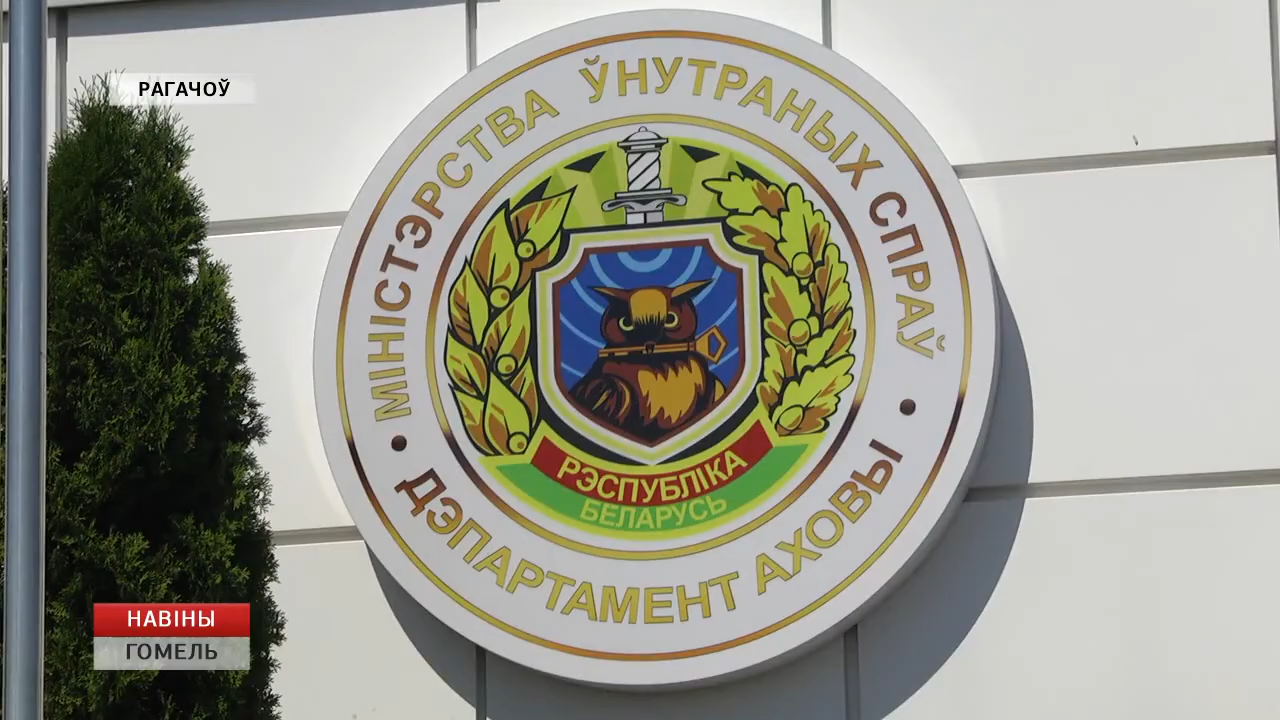 РАГАЧОЎ
МІНІСТЭРСТВА ЎНУТРАНЫХ СПРАЎ
РЭСПУБЛІКА
БЕЛАРУСЬ
ДЭПАРТАМЕНТ АХОВЫ
НАВІНЫ
ГОМЕЛЬ